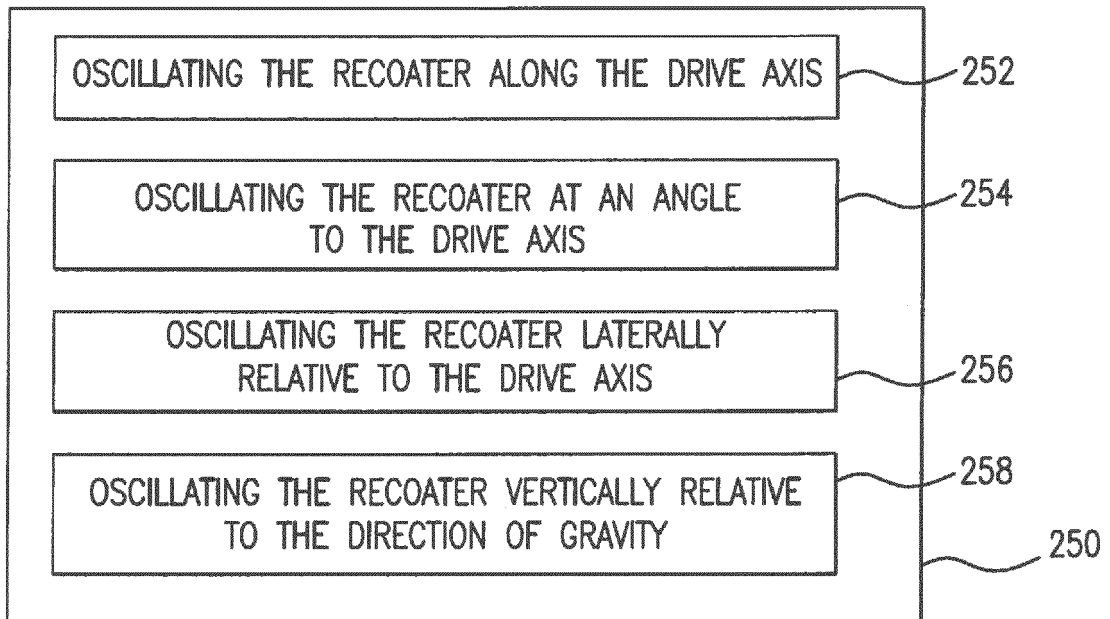 OSCILLATING THE RECOATER ALONG THE DRIVE AXIS
252
OSCILLATING THE RECOATER AT AN ANGLE
TO THE DRIVE AXIS
254
OSCILLATING THE RECOATER LATERALLY
RELATIVE TO THE DRIVE AXIS
256
OSCILLATING THE RECOATER VERTICALLY RELATIVE
TO THE DIRECTION OF GRAVITY
258
250